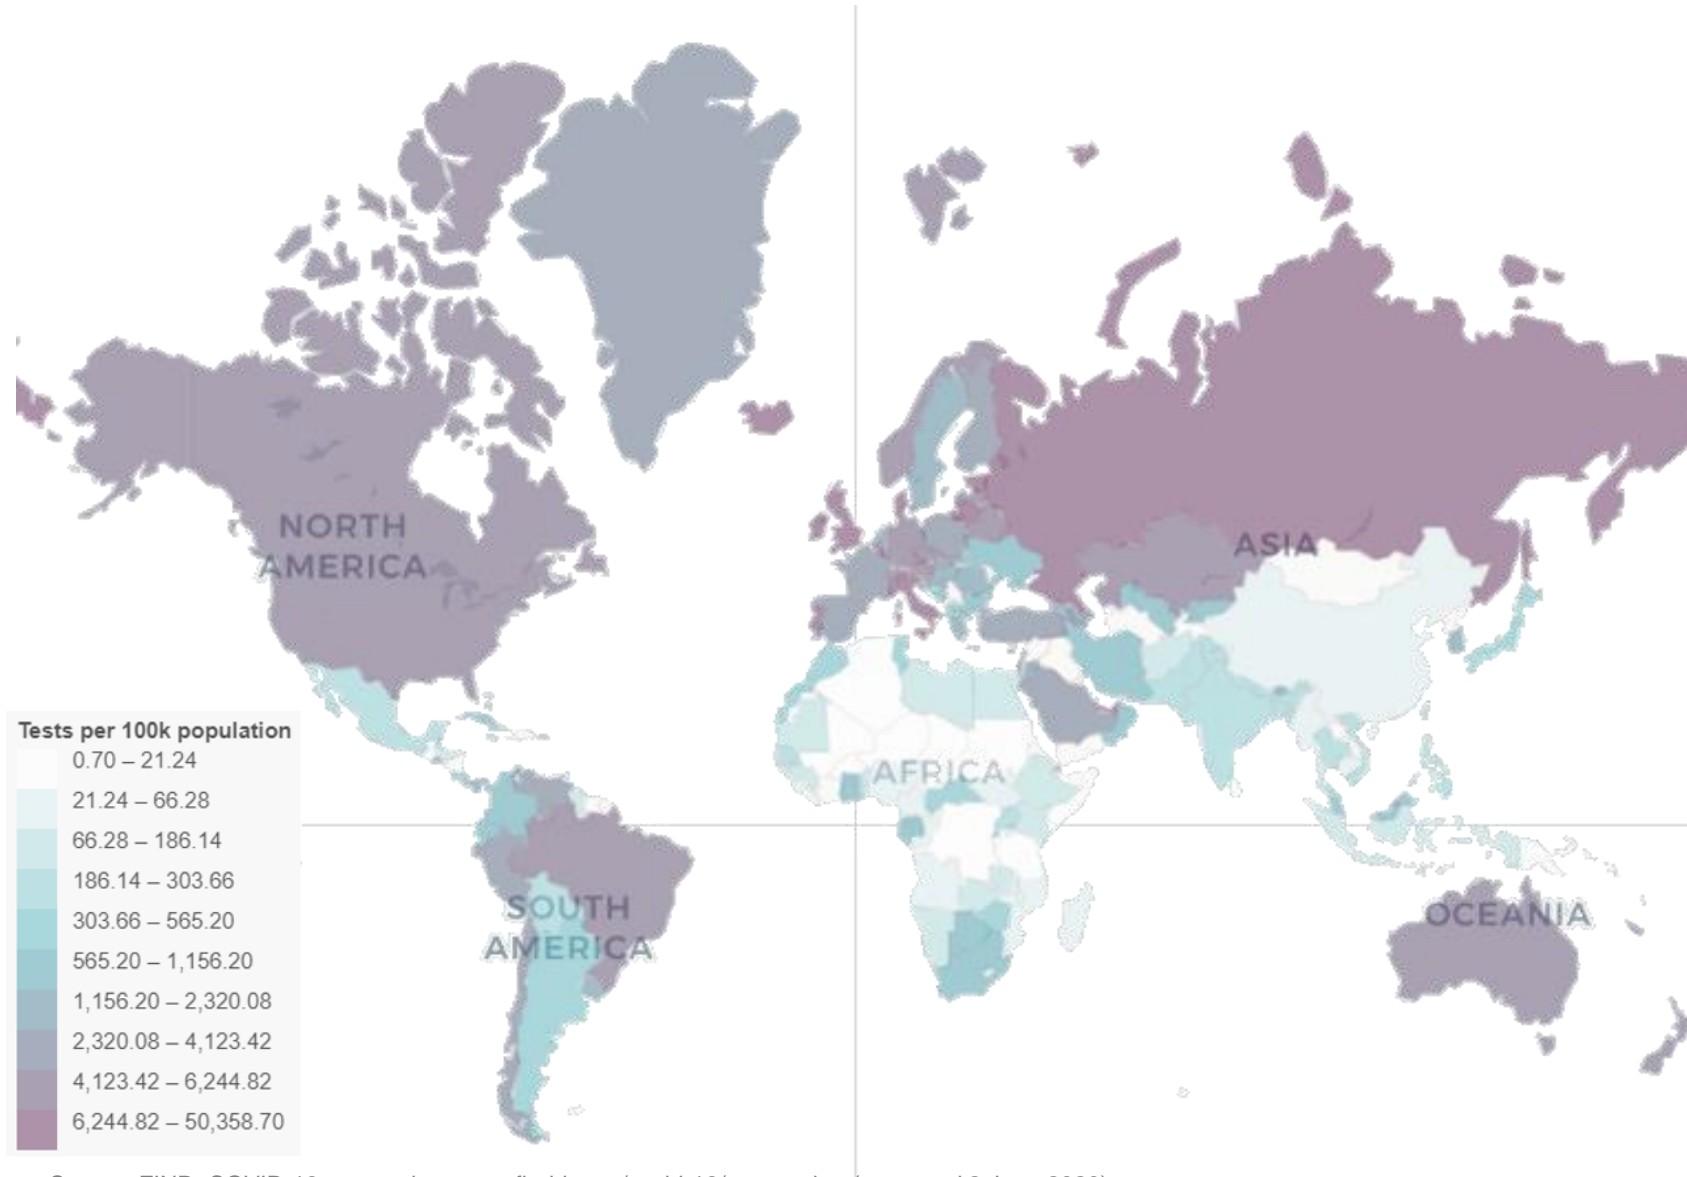 NORTH
AMERICA
ASIA
AFRICA
SOUTH
AMERICA
OCEANIA
Tests per 100k population
0.70 – 21.24
21.24 – 66.28
66.28 – 186.14
186.14 – 303.66
303.66 – 565.20
565.20 – 1,156.20
1,156.20 – 2,320.08
2,320.08 – 4,123.42
4,123.42 – 6,244.82
6,244.82 – 50,358.70